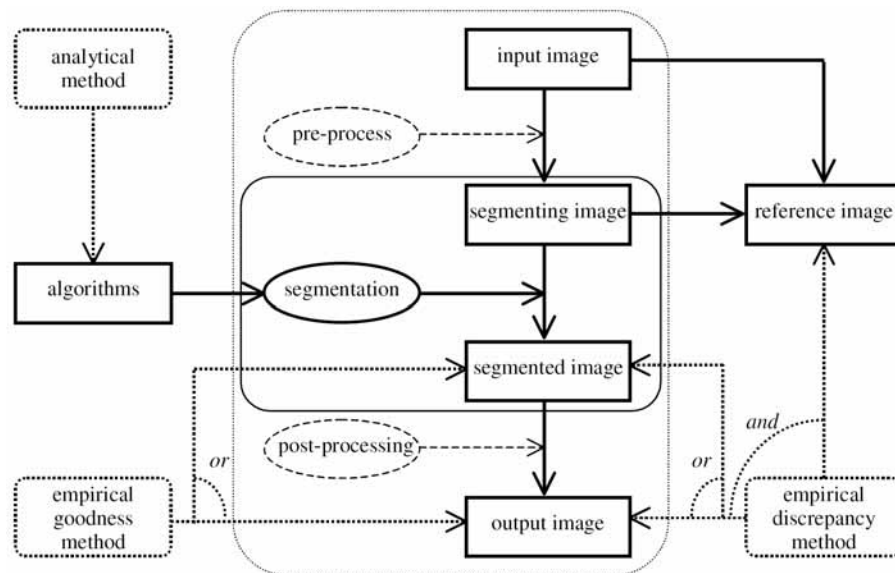 analytical
method
input image
pre-process
segmenting image
reference image
algorithms
segmentation
segmented image
post-processing
and
or
or
empirical
goodness
method
output image
empirical
discrepancy
method